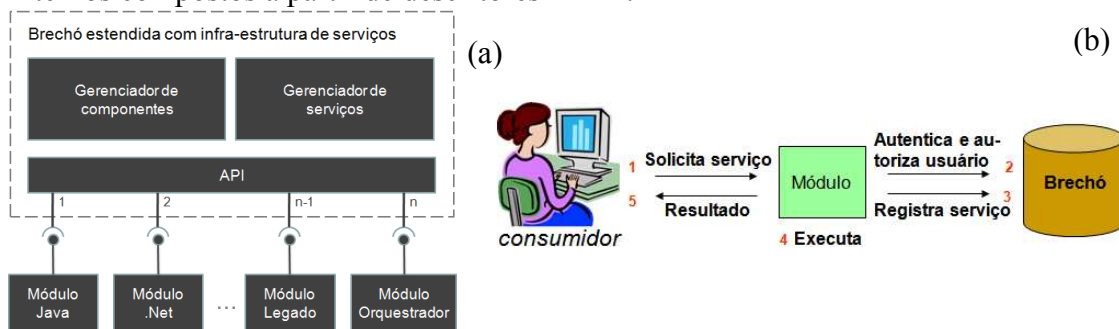 Brechó estendida com infra-estrutura de serviços
(a)
Gerenciador de
componentes
Gerenciador de
serviços
API
1
2
n-1
n
Módulo
Java
Módulo
.Net
...
Módulo
Legado
Módulo
Orquestrador
(b)
1
Solicita serviço
5
Resultado
consumidor
Módulo
4 Executa
Autentica e au-
toriza usuário
2
3
Registra serviço
Brechó